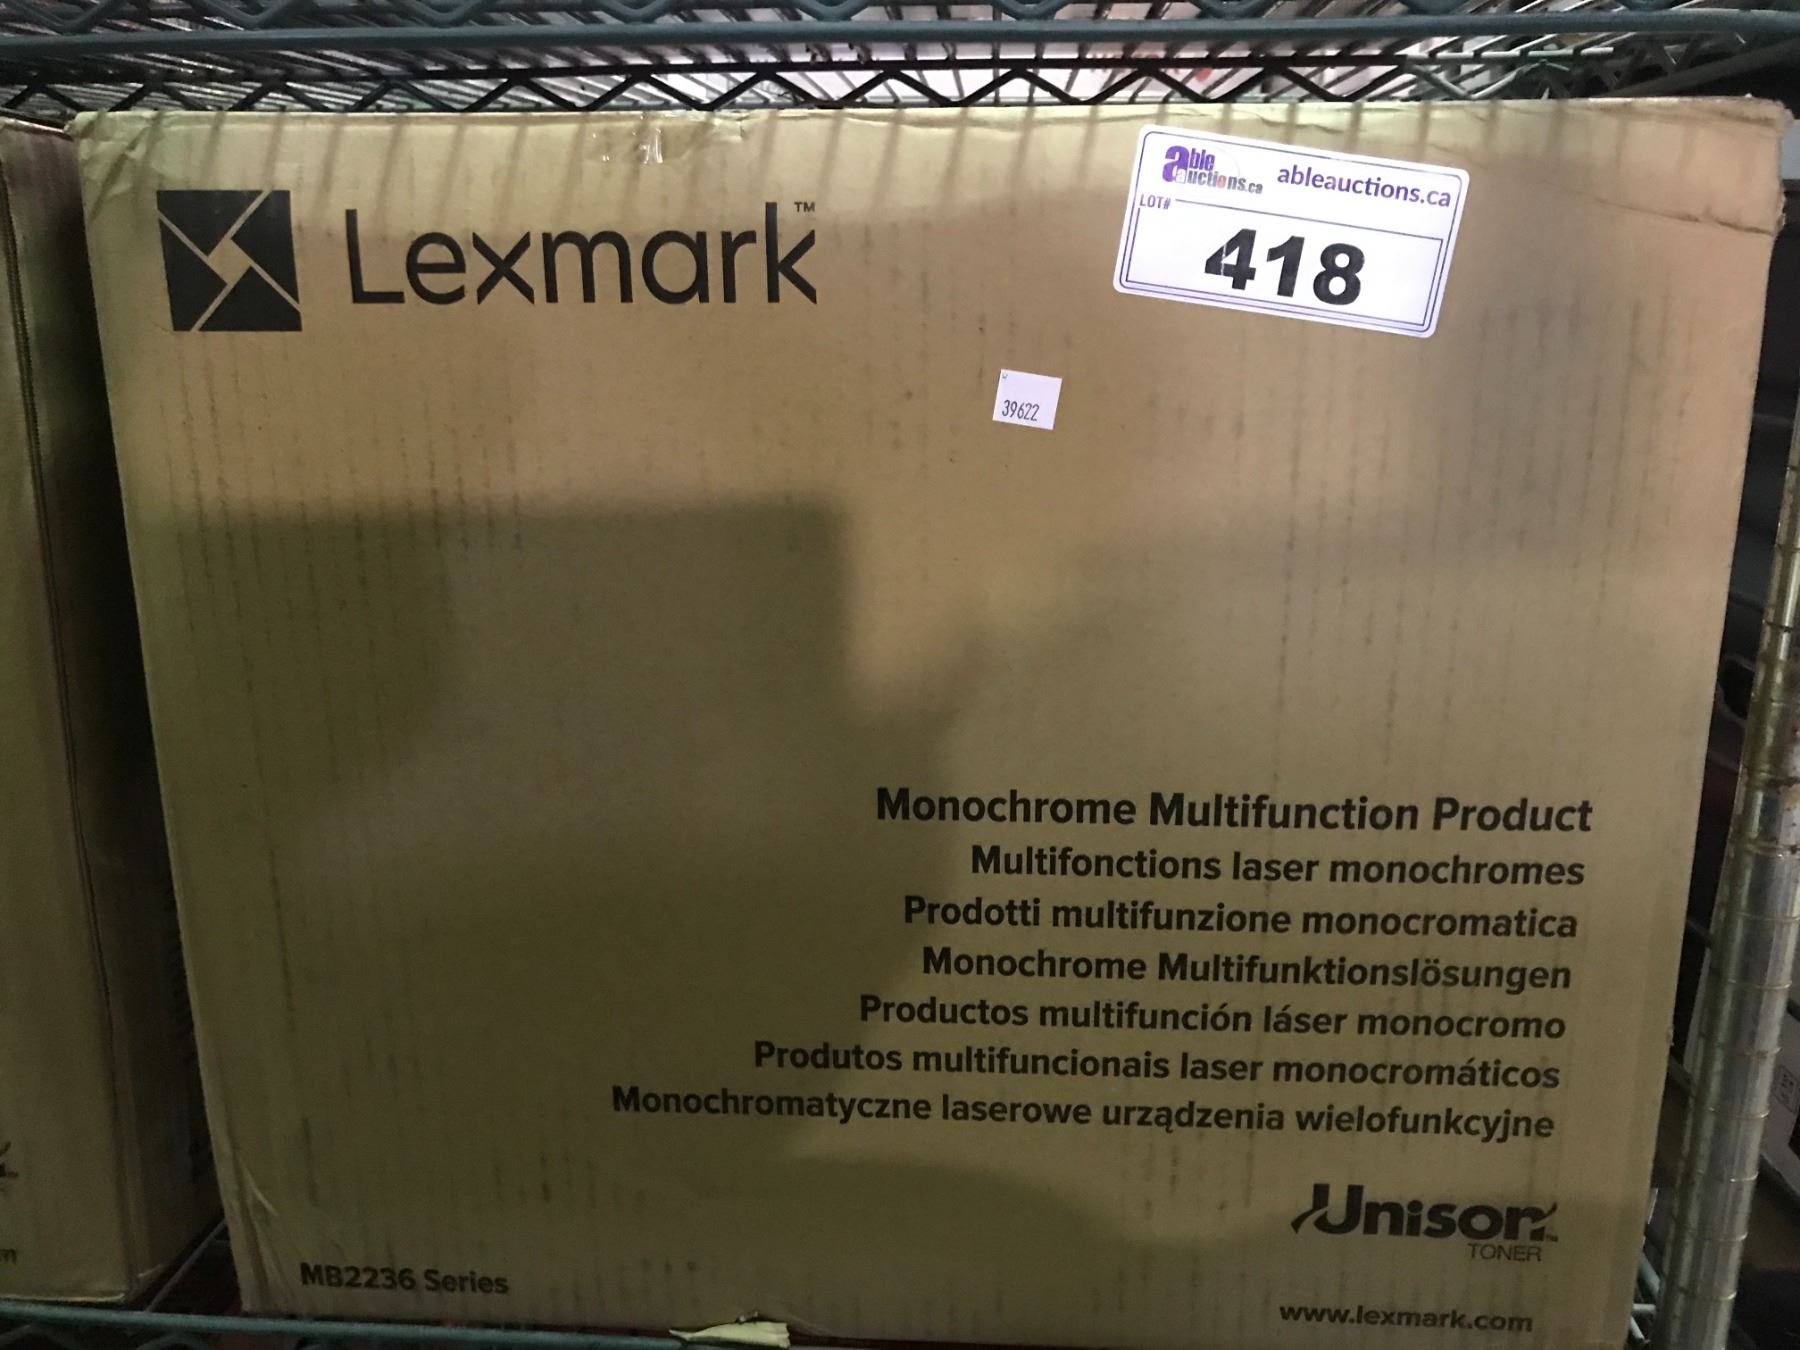 Lexmark™
able auctions.ca
ableauctions.ca
LOT#
418
39622
Monochrome Multifunction Product
Multifonctions laser monochromes
Prodotti multifunzione monocromatica
Monochrome Multifunktionslösungen
Productos multifunción láser monocromo
Produtos multifuncionais laser monocromáticos
Monochromatyczne laserowe urządzenia wielofunkcyjne
Unison™
TONER
MB2236 Series
www.lexmark.com